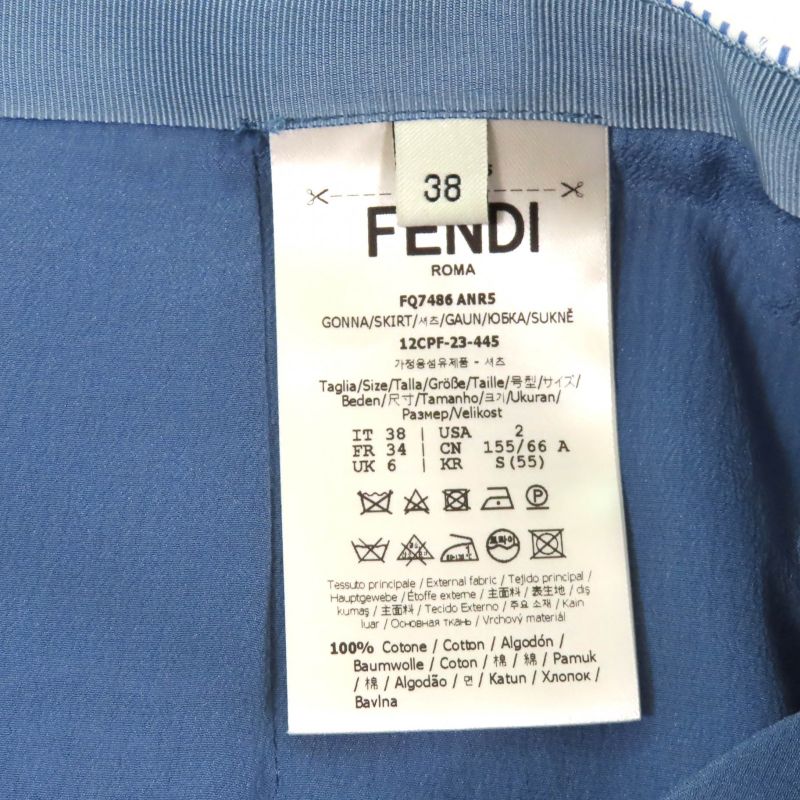 38
FENDI
ROMA
FQ7486 ANR5
GONNA/SKIRT/셔츠/GAUN/ЮБКА/SUKNĚ
12CPF-23-445
가정용섬유제품 - 셔츠
Taglia/Size/Talla/Größe/Taille/号型/サイズ/
Beden/尺寸/Tamanho/크기/Ukuran/
Размер/Velikost
IT 38 | USA 2
FR 34 | CN 155/66 A
UK 6 | KR S(55)
Tessuto principale / External fabric / Tejido principal /
Hauptgewebe / Étoffe externe / 主面料 / 表生地 / dış
kumaş / 主面料 / Tecido Externo / 주요 소재 / Kain
luar / Основная ткань / Vrchový materiál
100% Cotone / Cotton / Algodón /
Baumwolle / Coton / 棉 / 綿 / Pamuk
/ 棉 / Algodão / 면 / Katun / Хлопок /
Bavlna